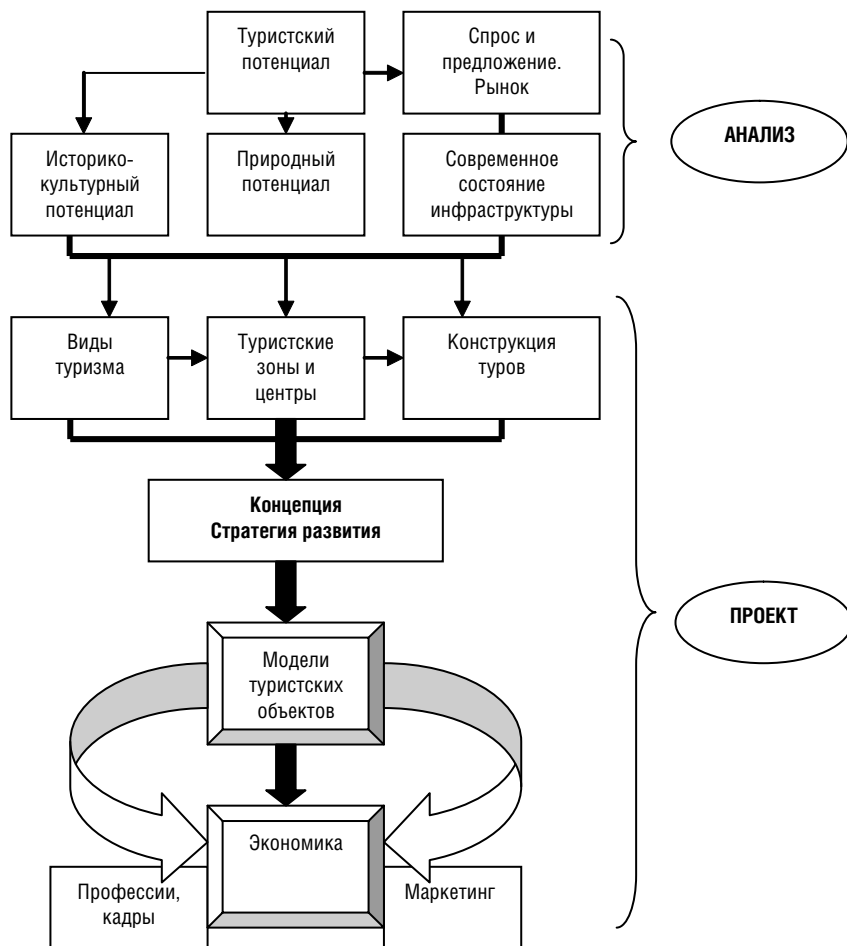 Туристский
потенциал
Спрос и
предложение.
Рынок
АНАЛИЗ
Историко-
культурный
потенциал
Природный
потенциал
Современное
состояние
инфраструктуры
Виды
туризма
Туристские
зоны и
центры
Конструкция
туров
Концепция
Стратегия развития
ПРОЕКТ
Модели
туристских
объектов
Экономика
Профессии,
кадры
Маркетинг